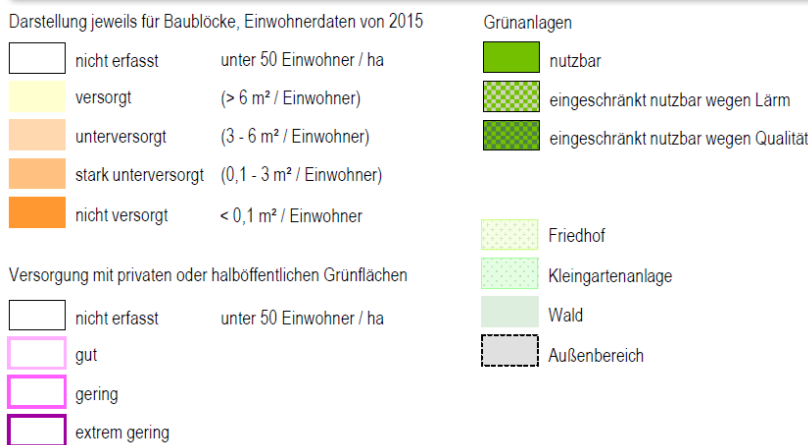 Darstellung jeweils für Baublöcke, Einwohnerdaten von 2015
nicht erfasst unter 50 Einwohner / ha
versorgt (> 6 m² / Einwohner)
unterversorgt (3 - 6 m² / Einwohner)
stark unterversorgt (0,1 - 3 m² / Einwohner)
nicht versorgt < 0,1 m² / Einwohner
Versorgung mit privaten oder halböffentlichen Grünflächen
nicht erfasst unter 50 Einwohner / ha
gut
gering
extrem gering
Grünanlagen
nutzbar
eingeschränkt nutzbar wegen Lärm
eingeschränkt nutzbar wegen Qualität
Friedhof
Kleingartenanlage
Wald
Außenbereich